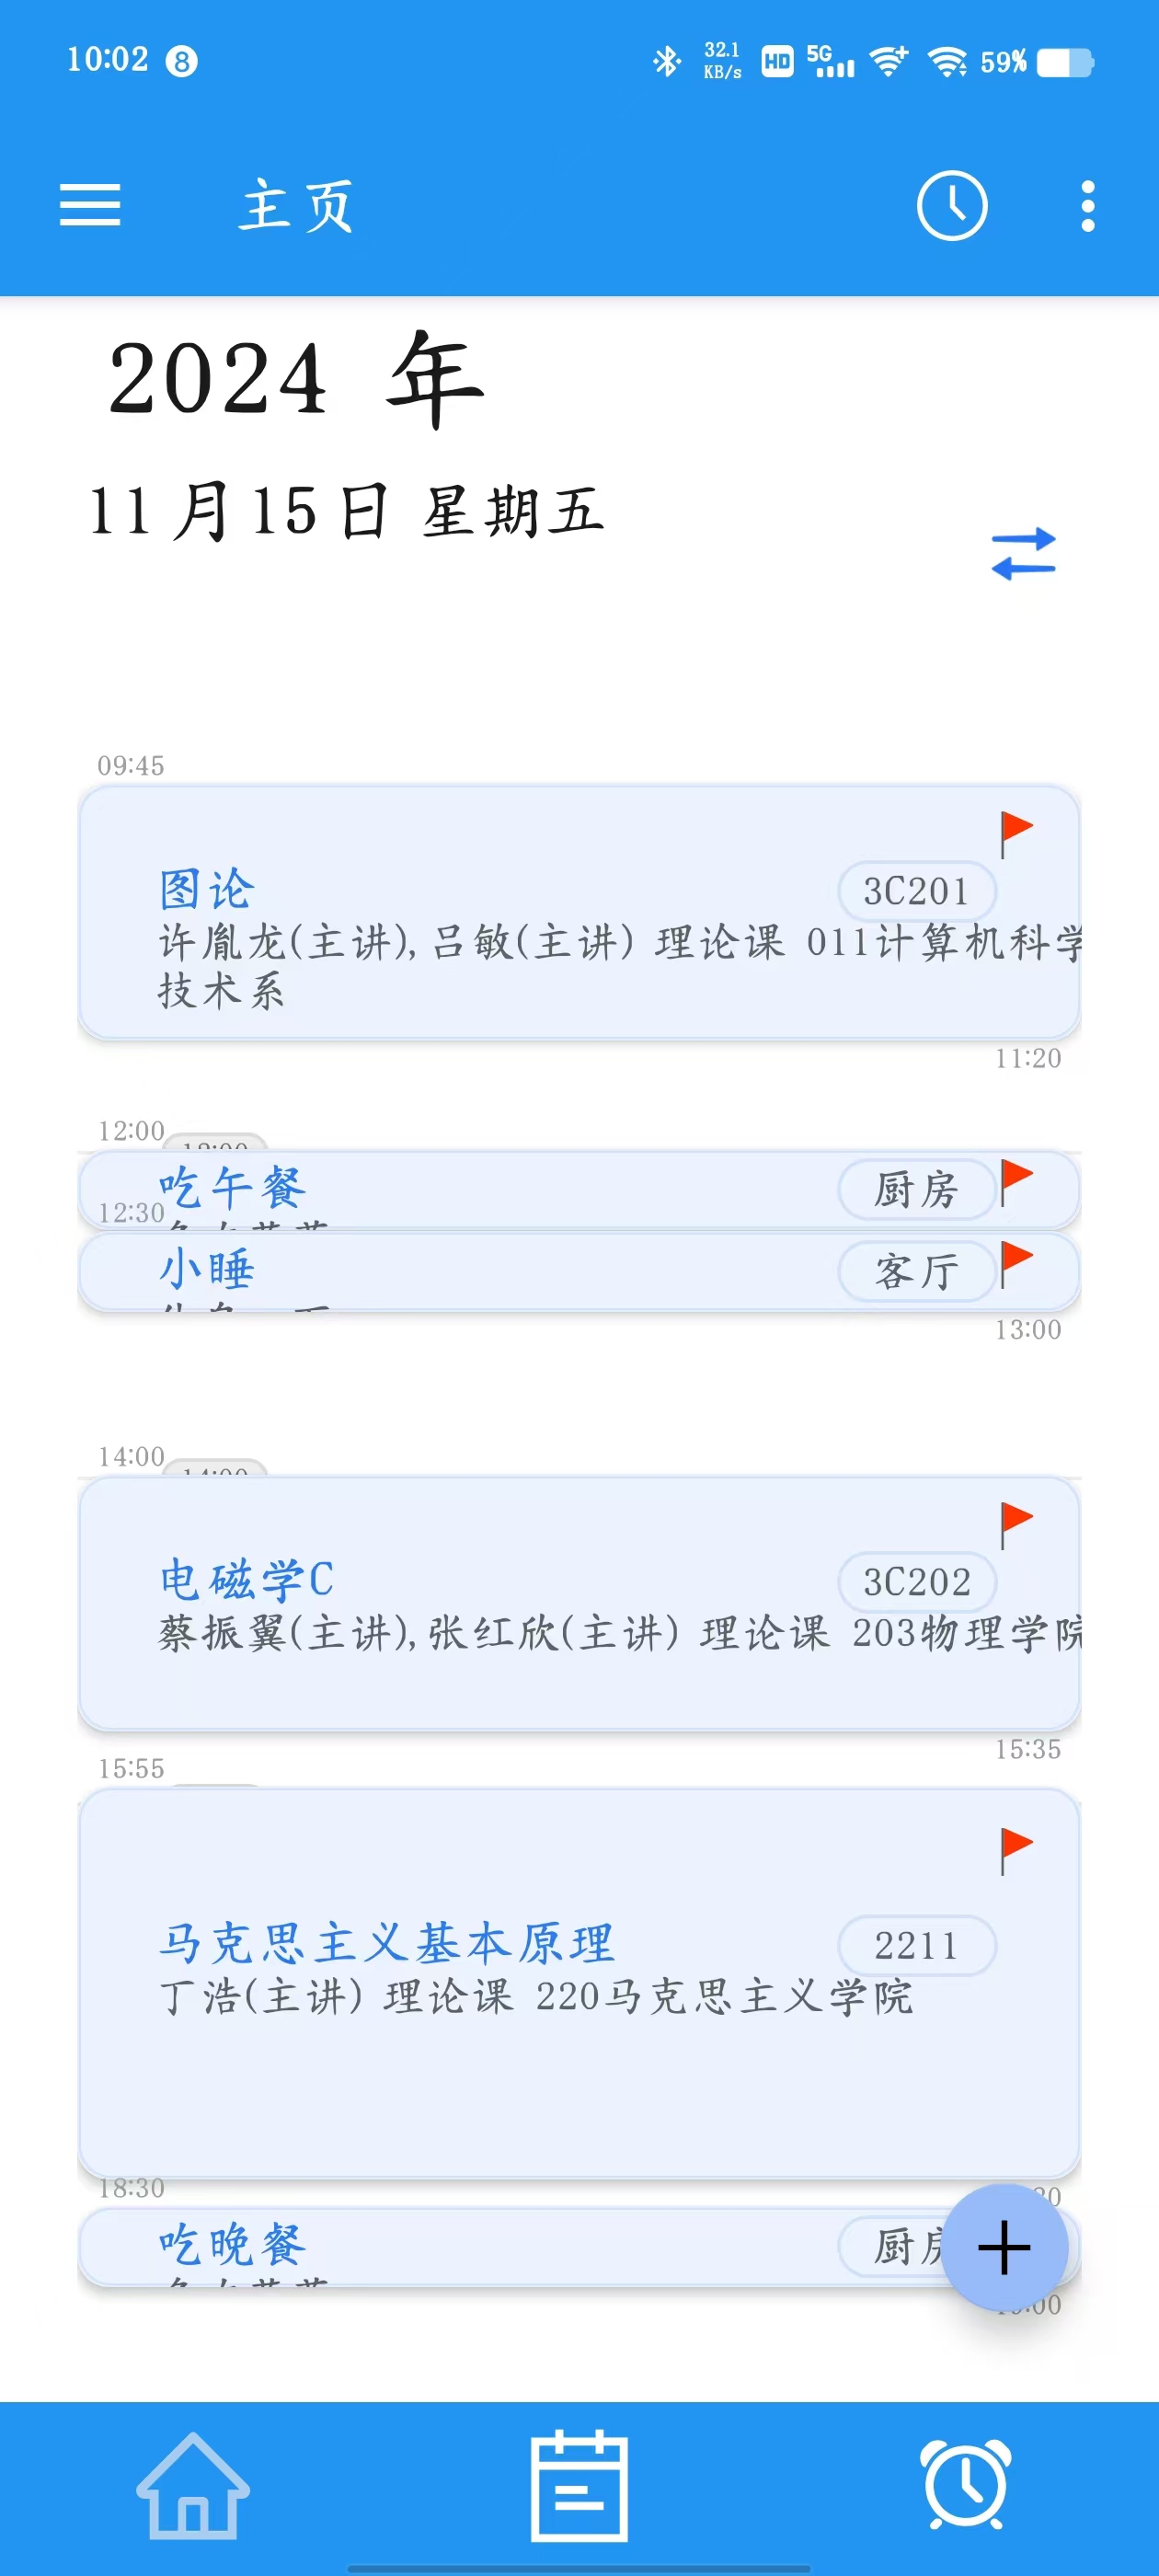 10:02 8 32.1 KB/s HD 5G 59%
主页
2024 年
11月15日 星期五
09:45
图论 3C201
许胤龙(主讲),吕敏(主讲) 理论课 011计算机科学
技术系
11:20
12:00
吃午餐 厨房
12:30
小睡 客厅
13:00
14:00
电磁学C 3C202
蔡振翼(主讲),张红欣(主讲) 理论课 203物理学院
15:35
15:55
马克思主义基本原理 2211
丁浩(主讲) 理论课 220马克思主义学院
18:30
吃晚餐 厨房